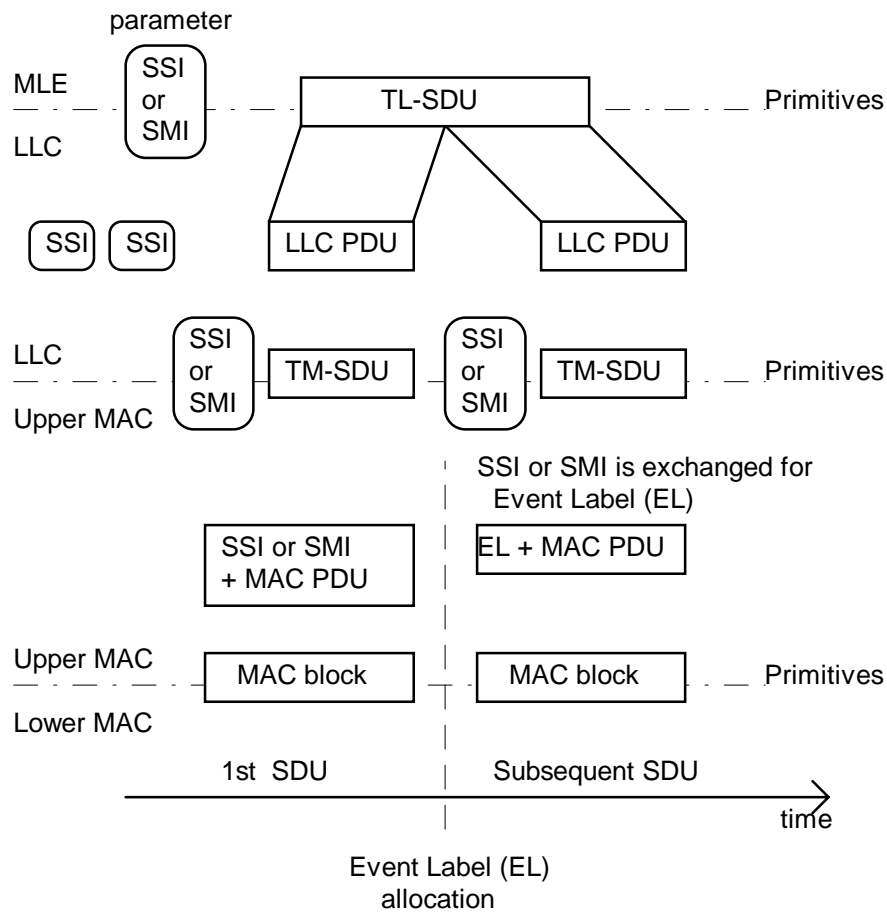 parameter
SSI
or
SMI
MLE
TL-SDU
Primitives
LLC
SSI
SSI
LLC PDU
LLC PDU
SSI
or
SMI
SSI
or
SMI
LLC
TM-SDU
TM-SDU
Primitives
Upper MAC
SSI or SMI is exchanged for
Event Label (EL)
SSI or SMI
+ MAC PDU
EL + MAC PDU
Upper MAC
MAC block
MAC block
Primitives
Lower MAC
1st SDU
Subsequent SDU
time
Event Label (EL)
allocation